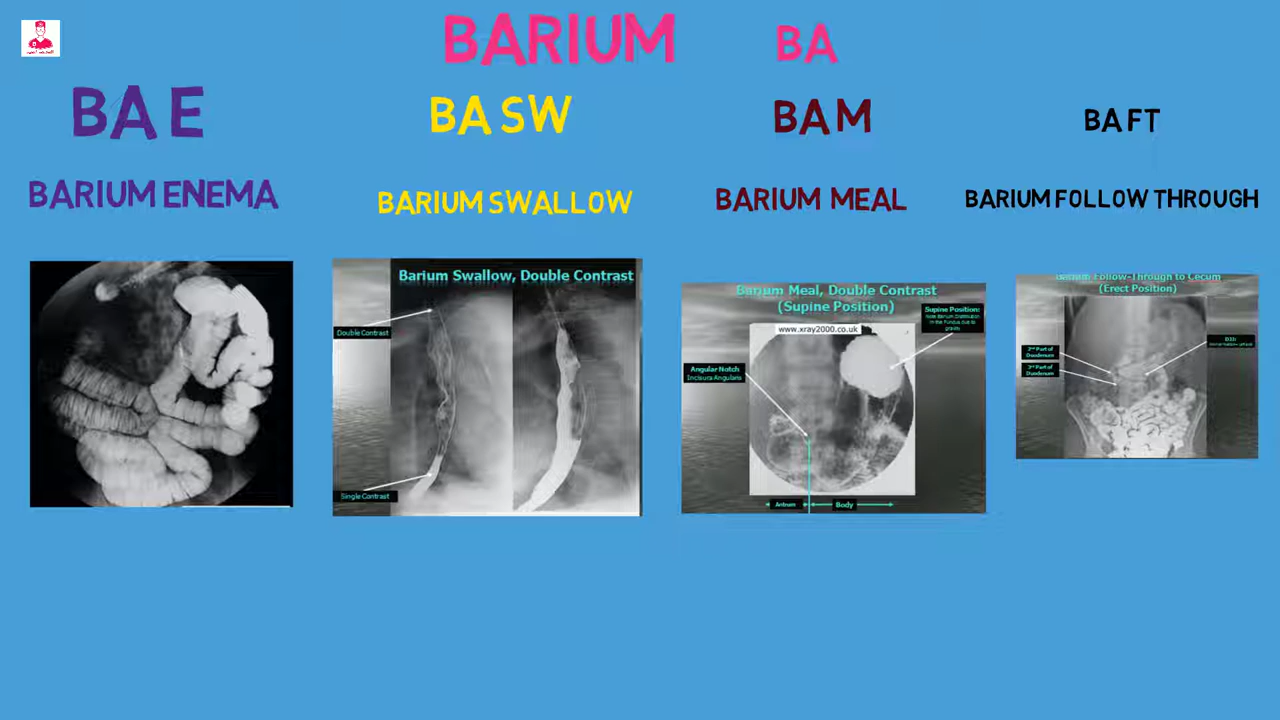 BARIUM BA
BA E
BA SW
BA M
BA FT
BARIUM ENEMA
BARIUM SWALLOW
BARIUM MEAL
BARIUM FOLLOW THROUGH
Barium Swallow, Double Contrast
Double Contrast
Single Contrast
Barium Meal, Double Contrast
(Supine Position)
www.xray2000.co.uk
Supine Position:
Angular Notch
Incisura Angularis
Antrum
Body
Barium Follow-Through to Cecum
(Erect Position)
2nd Part of
Duodenum
3rd Part of
Duodenum